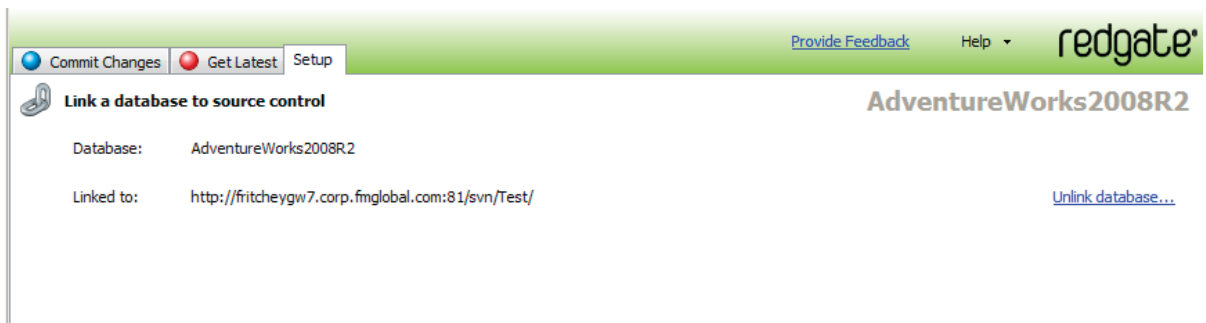 Provide Feedback Help redgate
Commit Changes Get Latest Setup
Link a database to source control AdventureWorks2008R2
Database: AdventureWorks2008R2
Linked to: http://fritcheygw7.corp.fmglobal.com:81/svn/Test/ Unlink database...